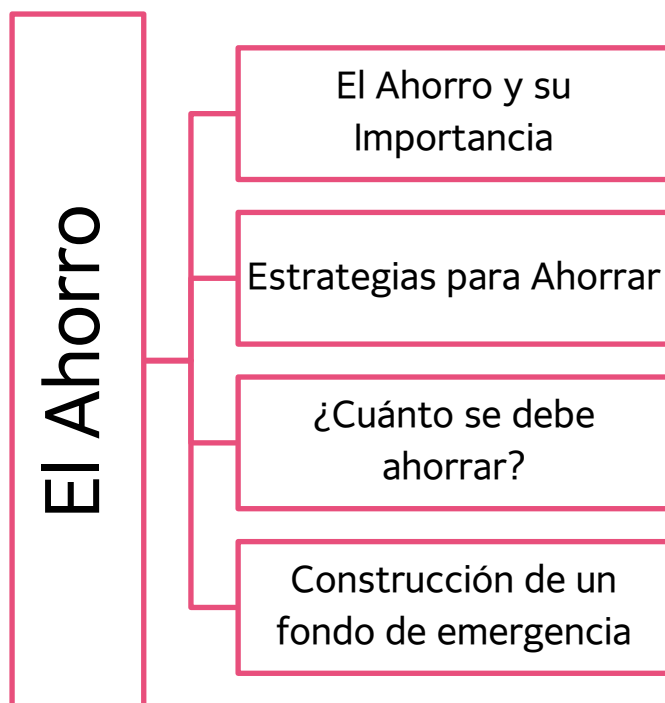 El Ahorro
El Ahorro y su
Importancia
Estrategias para Ahorrar
¿Cuánto se debe
ahorrar?
Construcción de un
fondo de emergencia